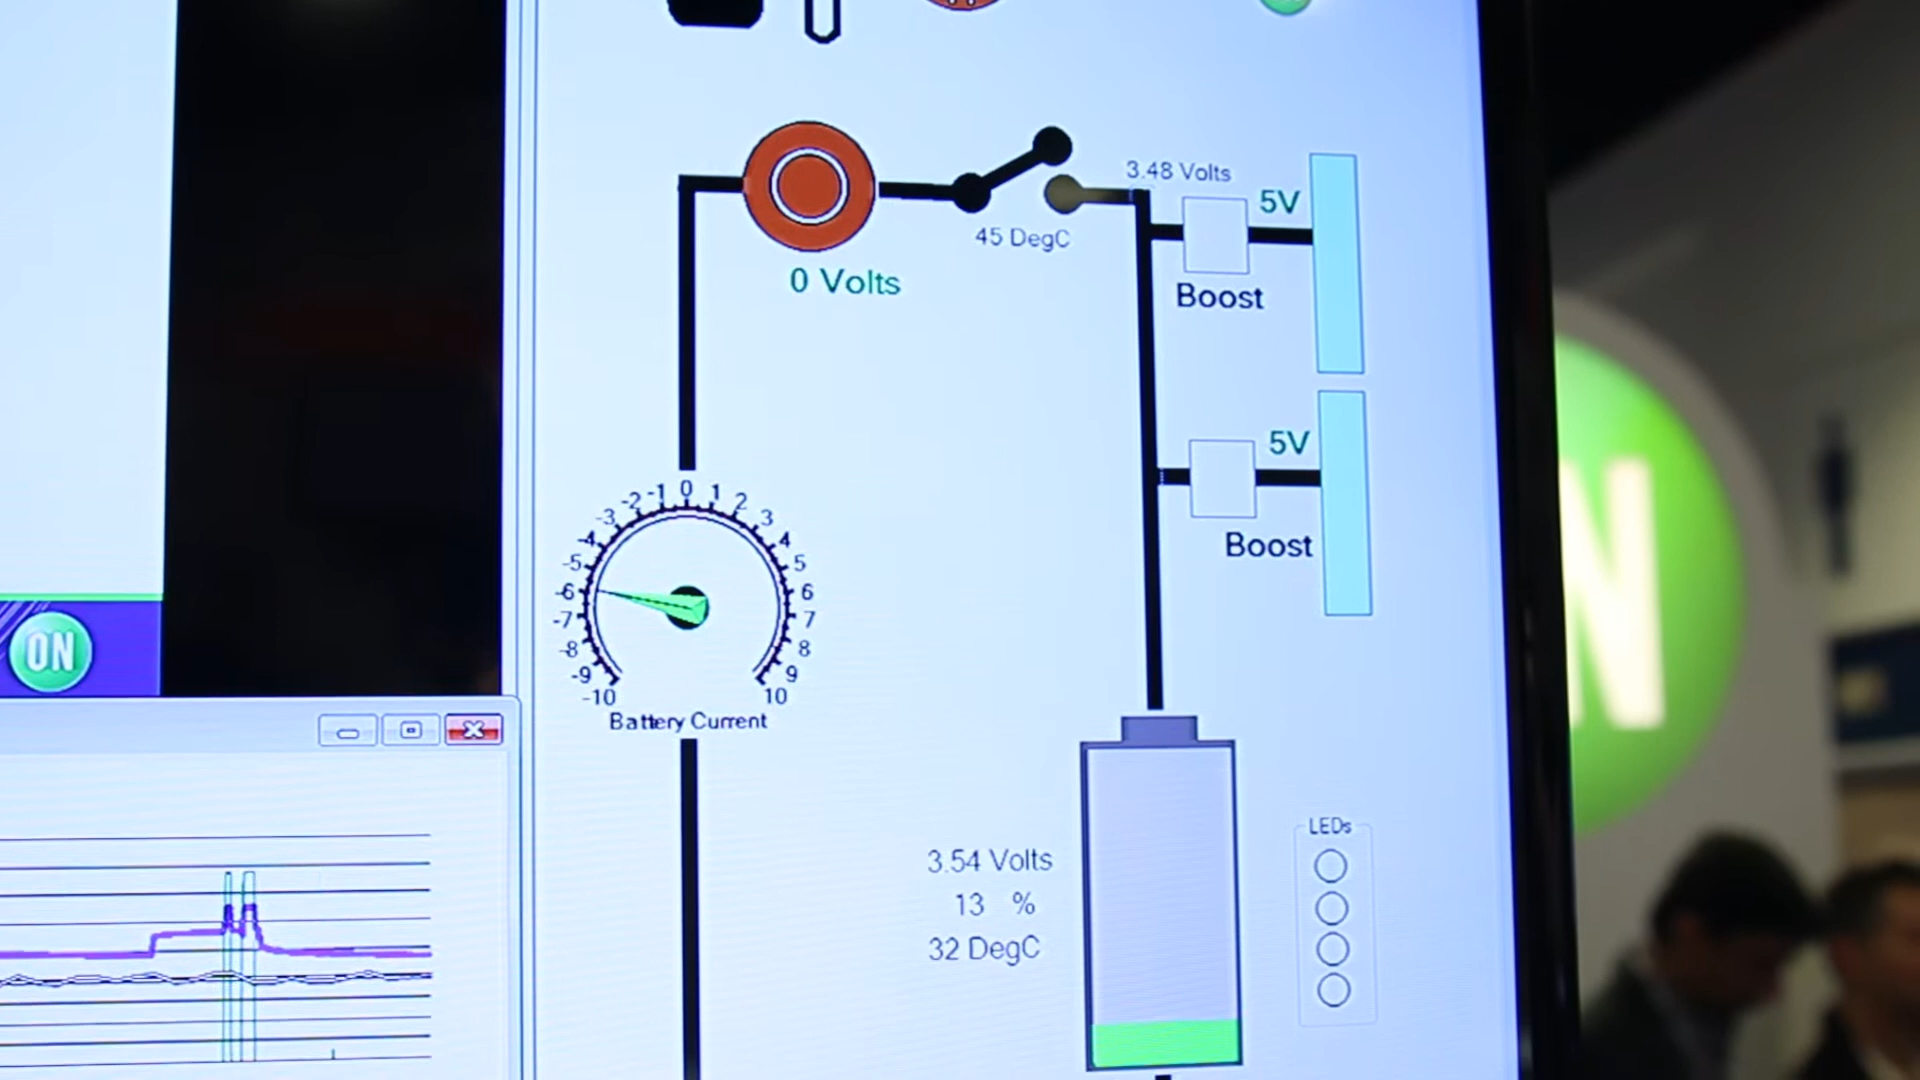 3.48 Volts
5V
45 DegC
0 Volts
Boost
5V
-10 -9 -8 -7 -6 -5 -4 -3 -2 -1 0 1 2 3 4 5 6 7 8 9 10
Boost
Battery Current
ON
N
LEDs
3.54 Volts
13 %
32 DegC